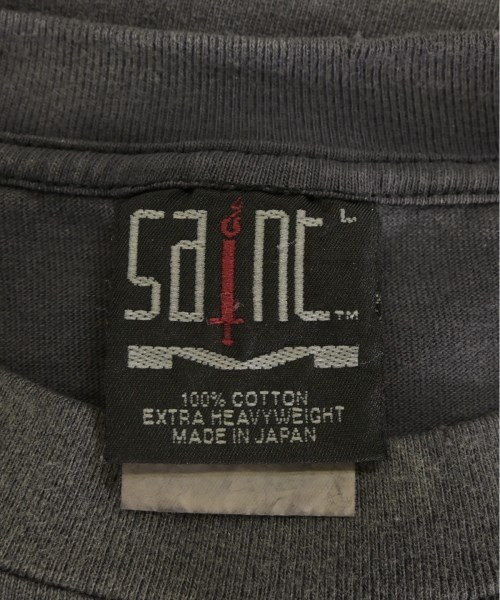 saint L
TM
100% COTTON
EXTRA HEAVYWEIGHT
MADE IN JAPAN